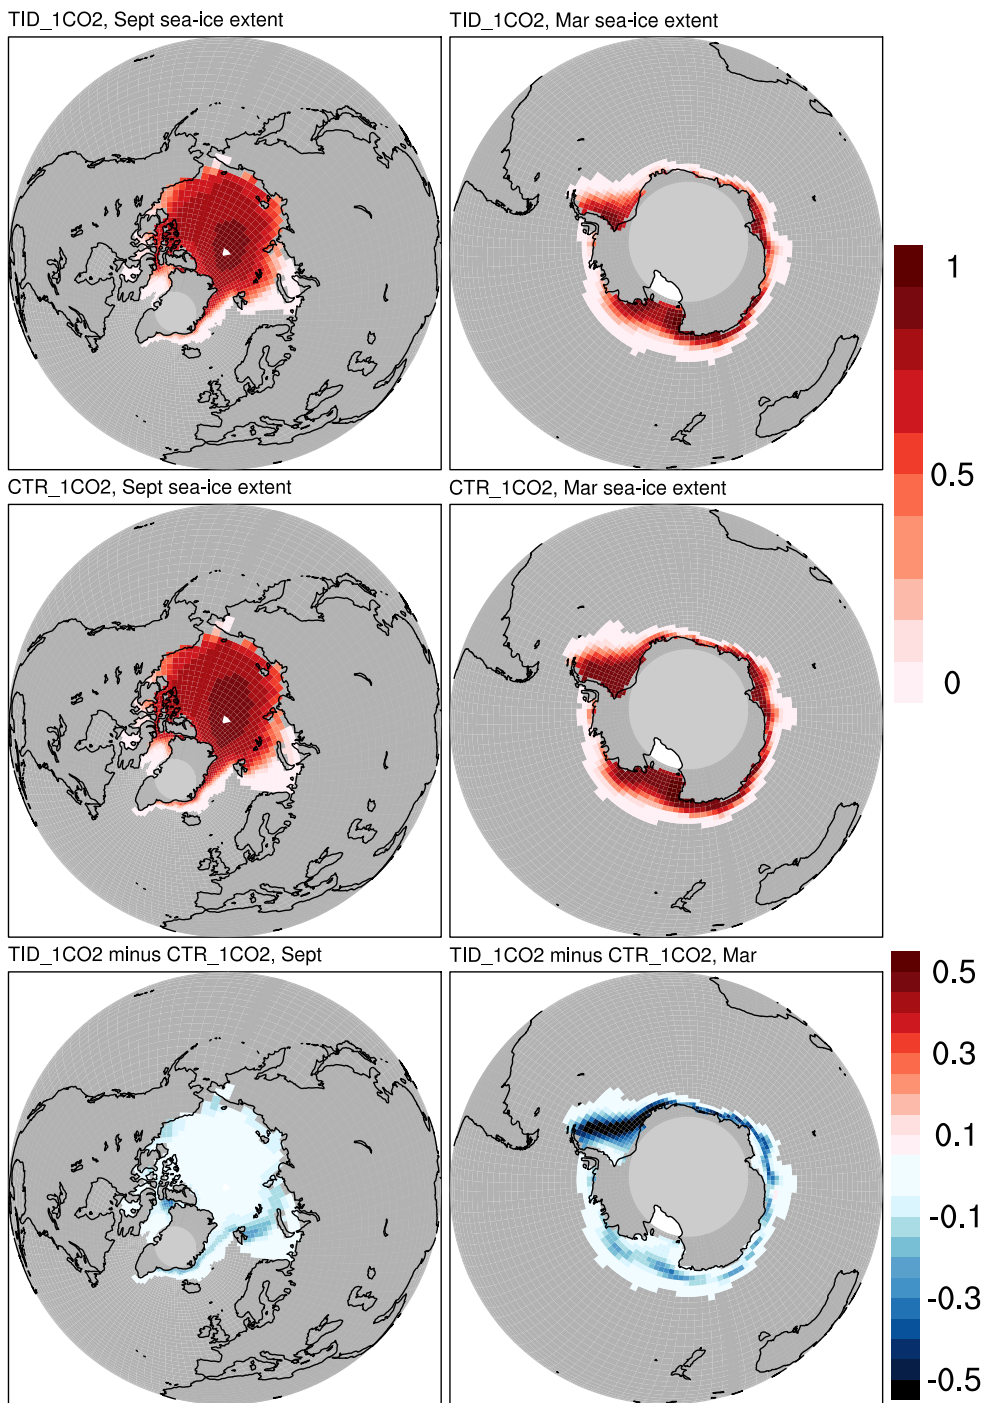 TID_1CO2, Sept sea-ice extent
TID_1CO2, Mar sea-ice extent
1
0.5
0
CTR_1CO2, Sept sea-ice extent
CTR_1CO2, Mar sea-ice extent
TID_1CO2 minus CTR_1CO2, Sept
TID_1CO2 minus CTR_1CO2, Mar
0.5
0.3
0.1
-0.1
-0.3
-0.5